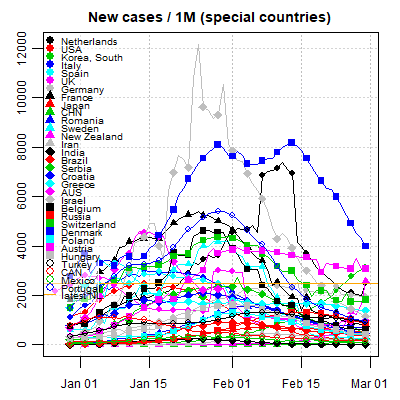 New cases / 1M (special countries)
12000
10000
8000
6000
4000
2000
0
Netherlands
USA
Korea, South
Italy
Spain
UK
Germany
France
Japan
CHN
Romania
Sweden
New Zealand
Iran
India
Brazil
Serbia
Croatia
Greece
AUS
Israel
Belgium
Russia
Switzerland
Denmark
Poland
Austria
Hungary
Turkey
CAN
Mexico
Portugal
Jan 01
Jan 15
Feb 01
Feb 15
Mar 01